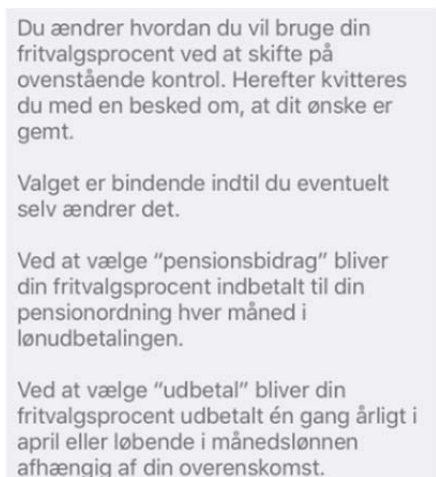 Du ændrer hvordan du vil bruge din
fritvalgsprocent ved at skifte på
ovenstående kontrol. Herefter kvitteres
du med en besked om, at dit ønske er
gemt.
Valget er bindende indtil du eventuelt
selv ændrer det.
Ved at vælge “pensionsbidrag” bliver
din fritvalgsprocent indbetalt til din
pensionordning hver måned i
lønudbetalingen.
Ved at vælge “udbetal” bliver din
fritvalgsprocent udbetalt én gang årligt i
april eller løbende i månedslønnen
afhængig af din overenskomst.